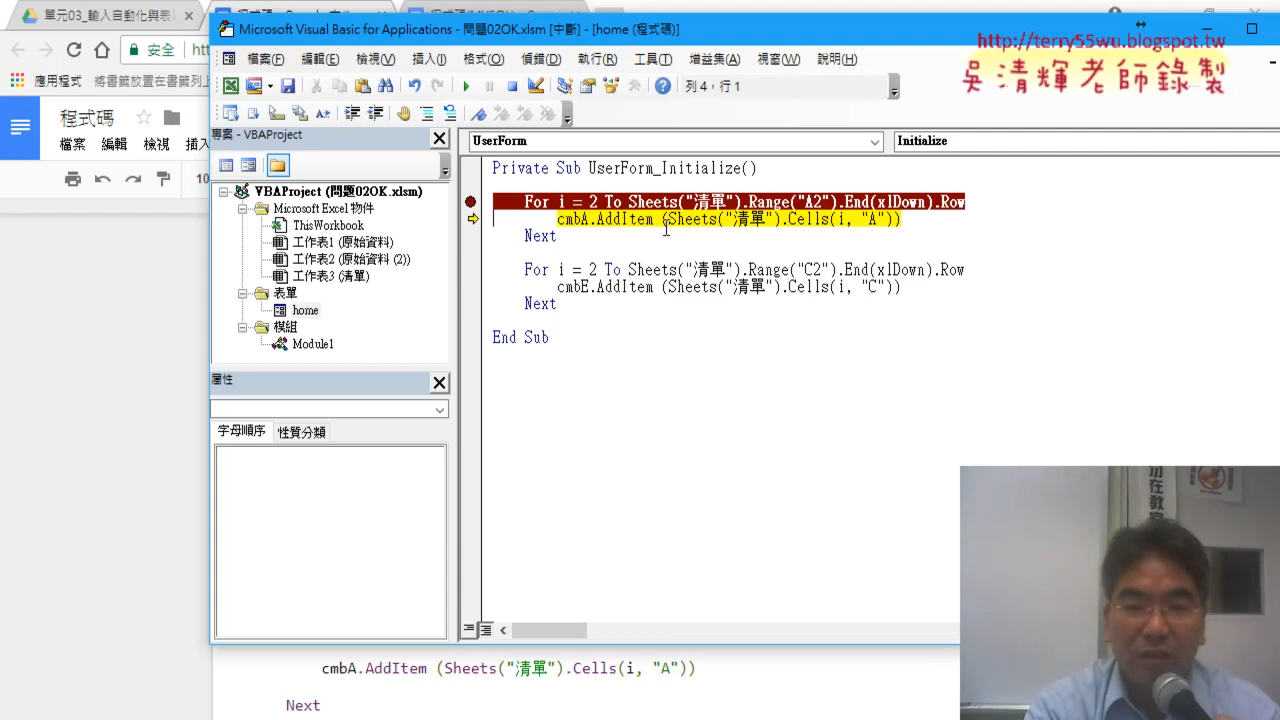 單元03_輸入自動化與表單
Microsoft Visual Basic for Applications - 問題02OK.xlsm [中斷] - [home (程式碼)]
http://terry55wu.blogspot.tw
吳清輝老師錄製
安全
檔案(F) 編輯(E) 檢視(V) 插入(I) 格式(O) 偵錯(D) 執行(R) 工具(T) 增益集(A) 視窗(W) 說明(H)
應用程式 將書籤放置在書籤列上
列 4, 行 1
程式碼
檔案 編輯 檢視 插入
10
專案 - VBAProject
UserForm
Initialize
VBAProject (問題02OK.xlsm)
Microsoft Excel 物件
ThisWorkbook
工作表1 (原始資料)
工作表2 (原始資料 (2))
工作表3 (清單)
表單
home
模組
Module1
屬性
字母順序 性質分類
Private Sub UserForm_Initialize()
For i = 2 To Sheets("清單").Range("A2").End(xlDown).Row
cmbA.AddItem (Sheets("清單").Cells(i, "A"))
Next
For i = 2 To Sheets("清單").Range("C2").End(xlDown).Row
cmbE.AddItem (Sheets("清單").Cells(i, "C"))
Next
End Sub
cmbA.AddItem (Sheets("清單").Cells(i, "A"))
Next